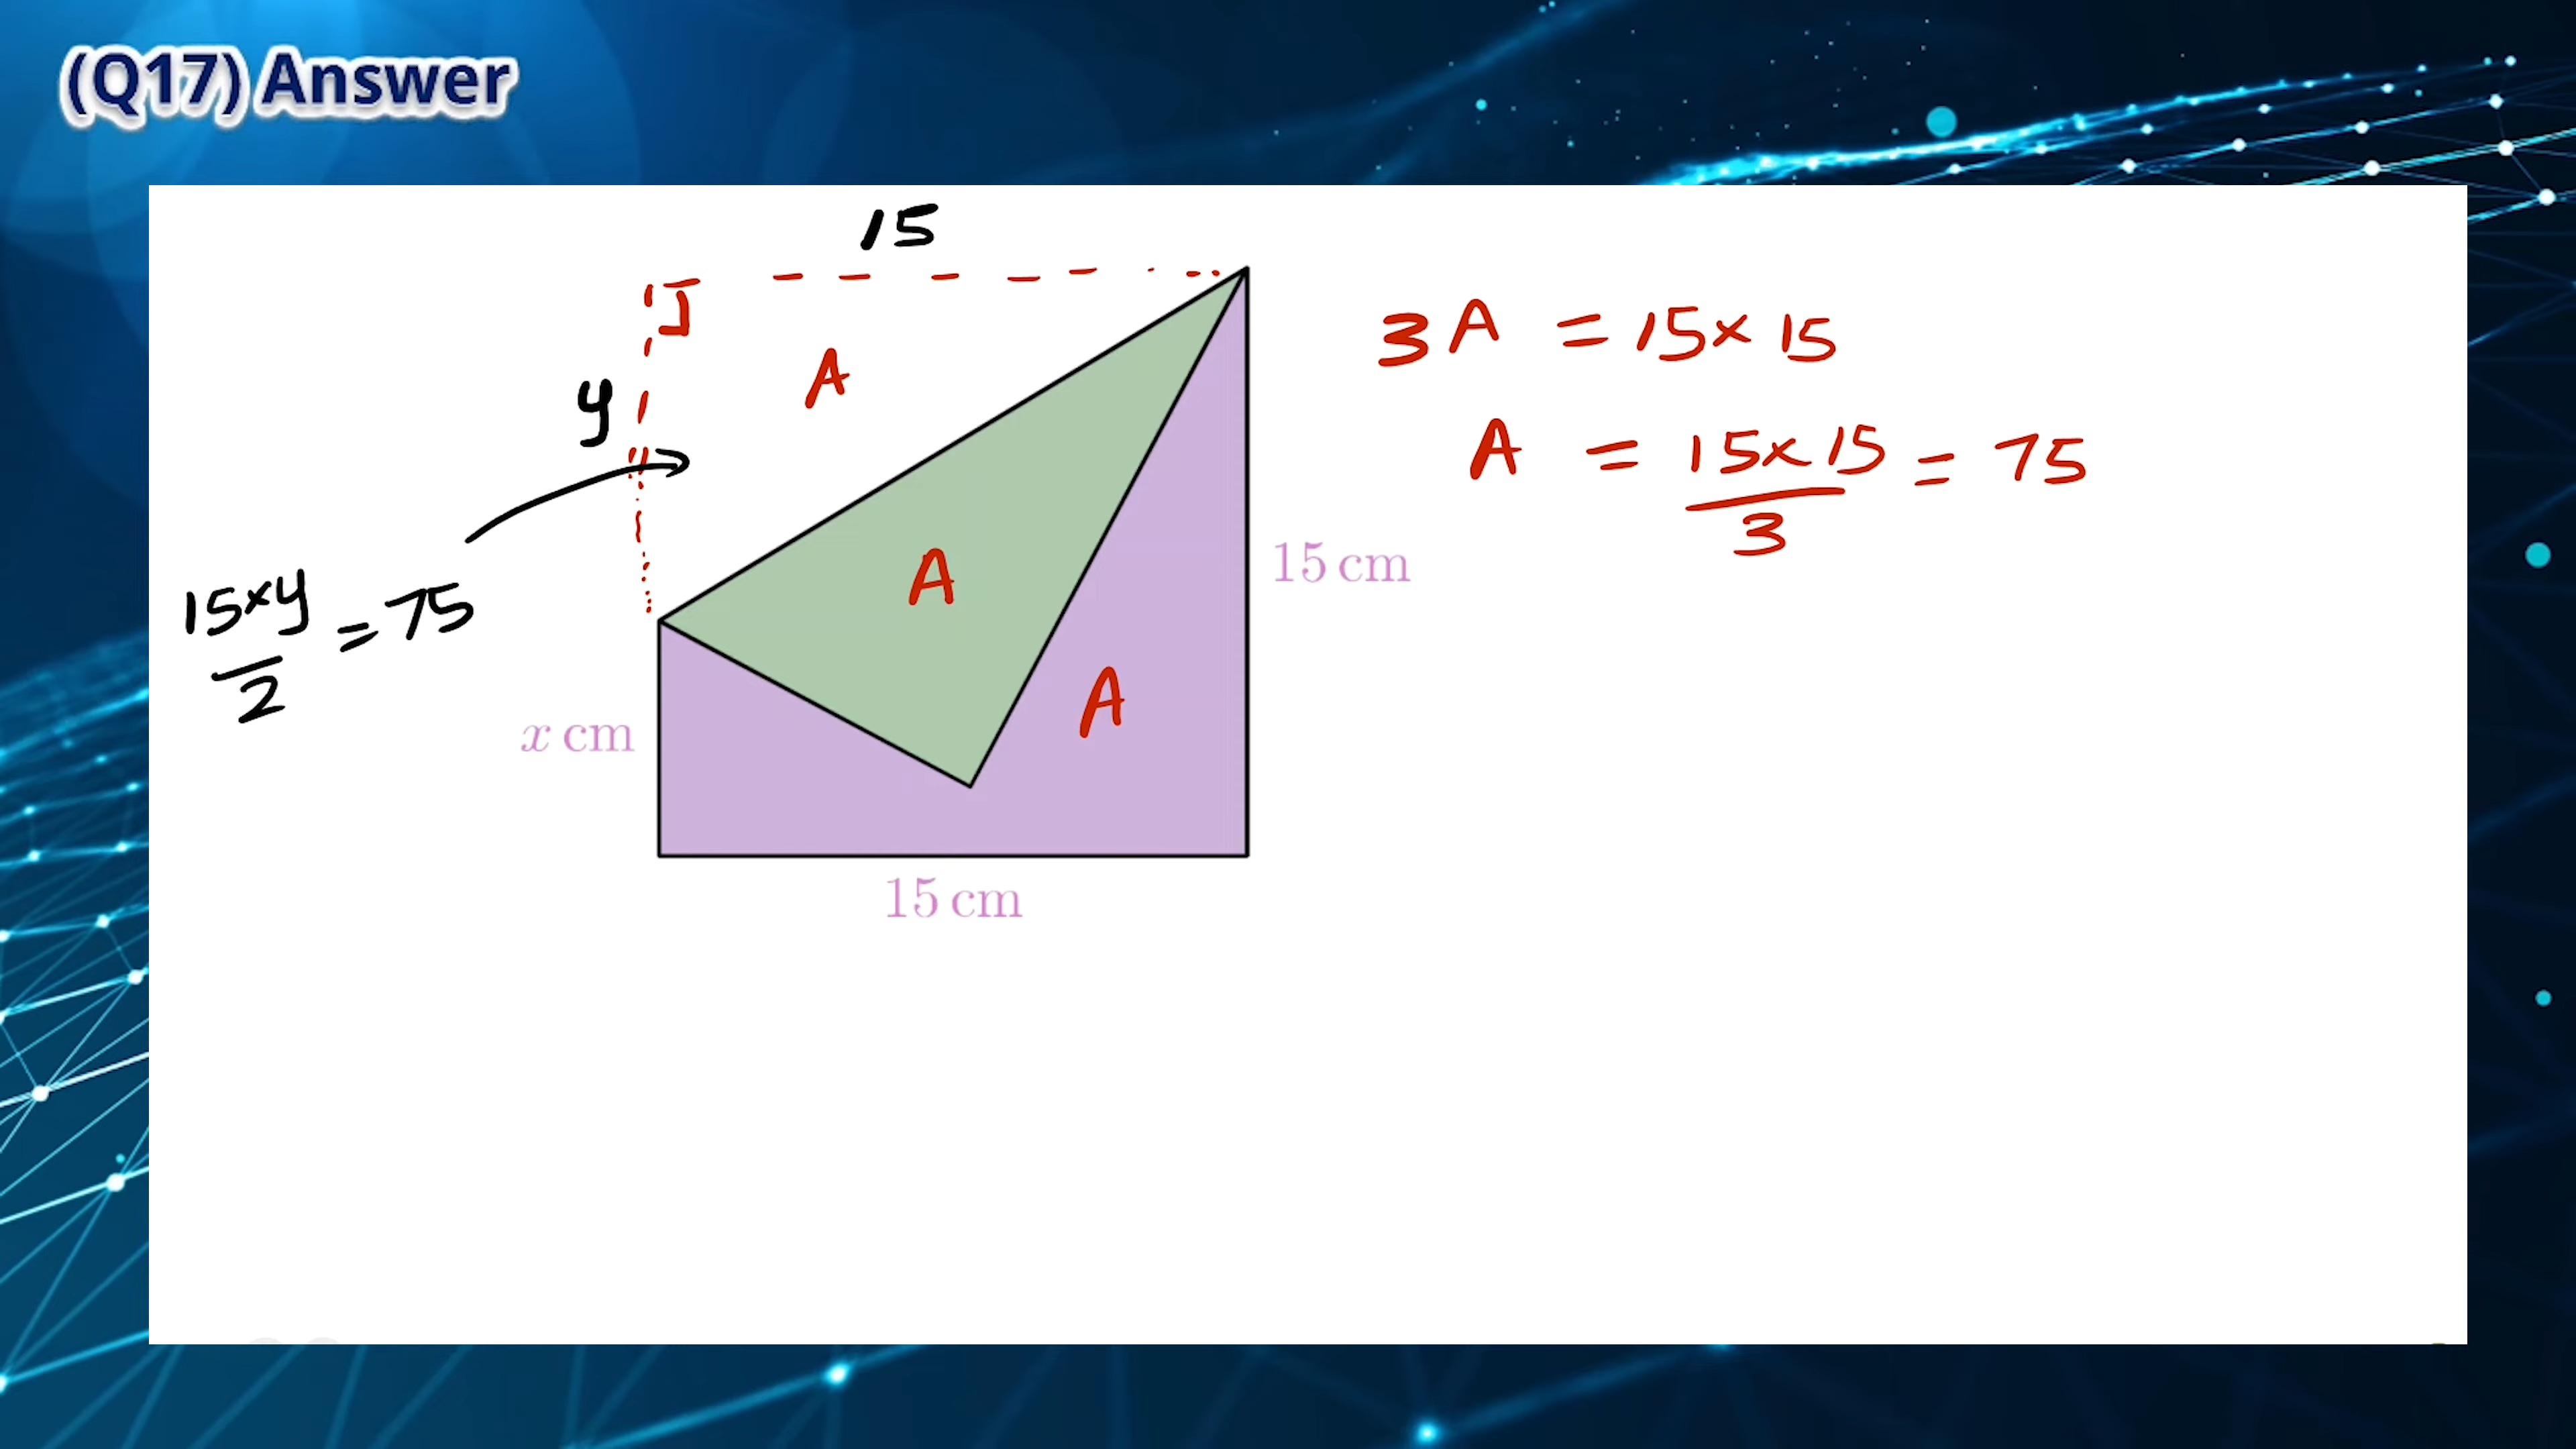 (Q17) Answer
15
3A = 15×15
A
y
A = 15×15/3 = 75
15 cm
A
15×y/2 = 75
A
x cm
15 cm